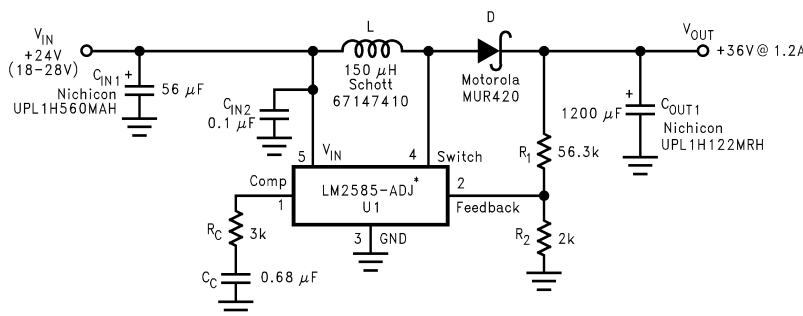 V_IN
+24V
(18-28V)
C_IN1 +
56 μF
Nichicon
UPL1H560MAH
C_IN2
0.1 μF
L
150 μH
Schott
67147410
D
Motorola
MUR420
V_OUT
+36V @ 1.2A
+
1200 μF
C_OUT1
Nichicon
UPL1H122MRH
R1
56.3k
5
V_IN
4
Switch
Comp
1
LM2585-ADJ*
U1
2
Feedback
3
GND
R_C
3k
C_C
0.68 μF
R2
2k